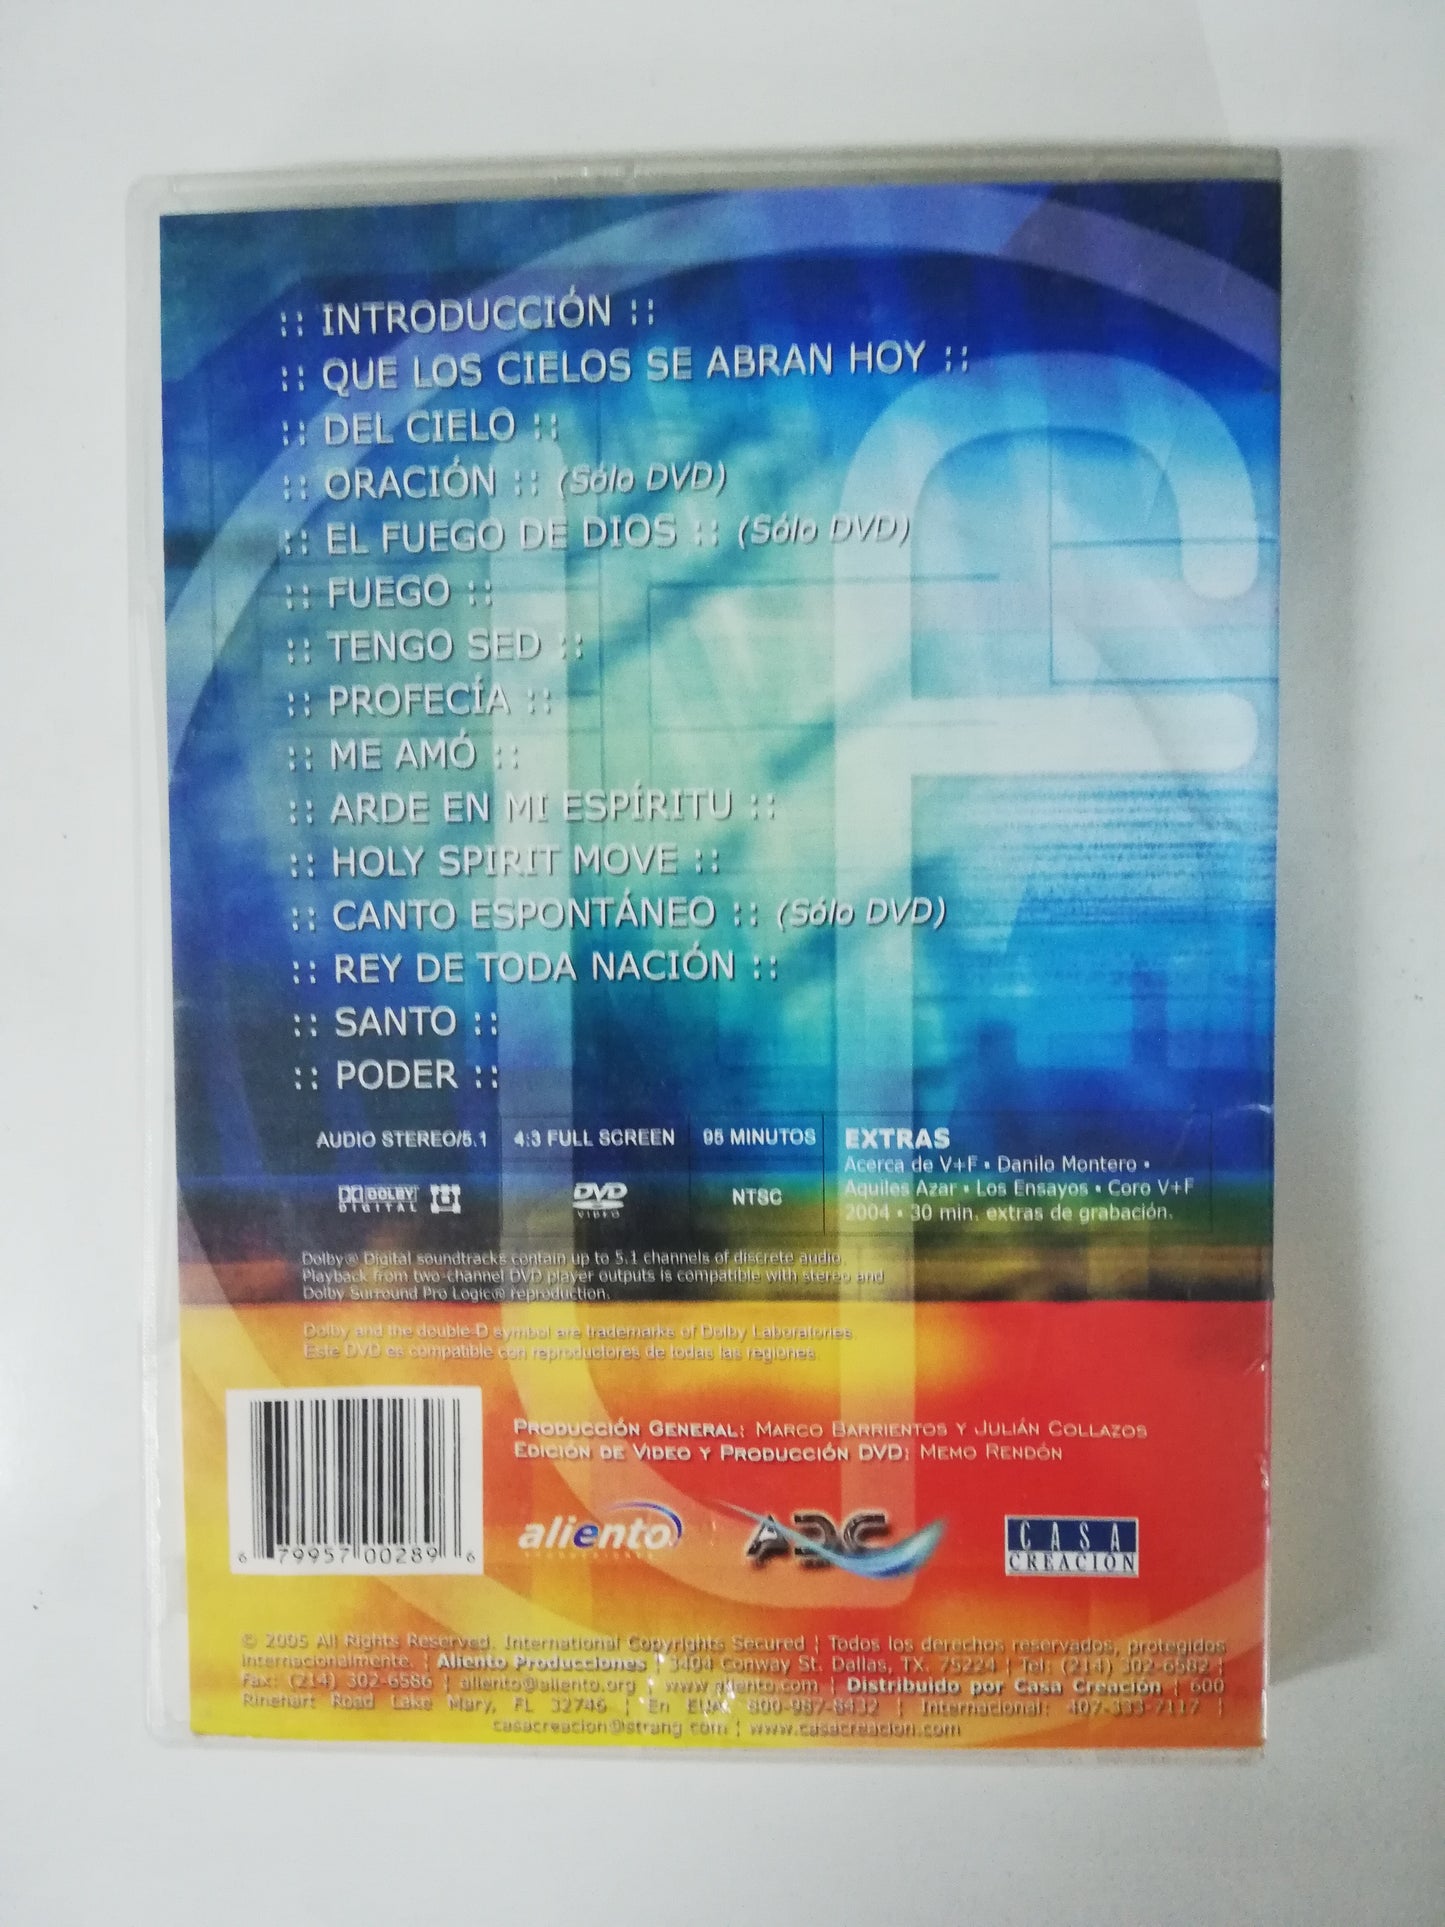 :: INTRODUCCIÓN ::
:: QUE LOS CIELOS SE ABRAN HOY ::
:: DEL CIELO ::
:: ORACIÓN :: (Sólo DVD)
:: EL FUEGO DE DIOS :: (Sólo DVD)
:: FUEGO ::
:: TENGO SED ::
:: PROFECÍA ::
:: ME AMÓ ::
:: ARDE EN MI ESPÍRITU ::
:: HOLY SPIRIT MOVE ::
:: CANTO ESPONTÁNEO :: (Sólo DVD)
:: REY DE TODA NACIÓN ::
:: SANTO ::
:: PODER ::
AUDIO STEREO/5.1
4:3 FULL SCREEN
95 MINUTOS
DOLBY
DIGITAL
DVD
VIDEO
NTSC
EXTRAS
Acerca de V+F • Danilo Montero •
Aquiles Azar • Los Ensayos • Coro V+F
2004 • 30 min. extras de grabación.
Dolby® Digital soundtracks contain up to 5.1 channels of discrete audio.
Playback from two-channel DVD player outputs is compatible with stereo and
Dolby Surround Pro Logic® reproduction.
Dolby and the double-D symbol are trademarks of Dolby Laboratories.
Este DVD es compatible con reproductores de todas las regiones.
Producción General: Marco Barrientos y Julián Collazos
Edición de Video y Producción DVD: Memo Rendón
6 79957 00289 6
aliento
PRODUCCIONES
CASA
CREACIÓN
© 2005 All Rights Reserved. International Copyrights Secured ¦ Todos los derechos reservados, protegidos
internacionalmente. ¦ Aliento Producciones ¦ 3404 Conway St. Dallas, TX. 75224 ¦ Tel: (214) 302-6582 ¦
Fax: (214) 302-6586 ¦ aliento@aliento.org ¦ www.aliento.com ¦ Distribuido por Casa Creación ¦ 600
Rinehart Road Lake Mary, FL 32746 ¦ En EUA: 800-987-8432 ¦ Internacional: 407-333-7117 ¦
casacreacion@strang.com ¦ www.casacreacion.com